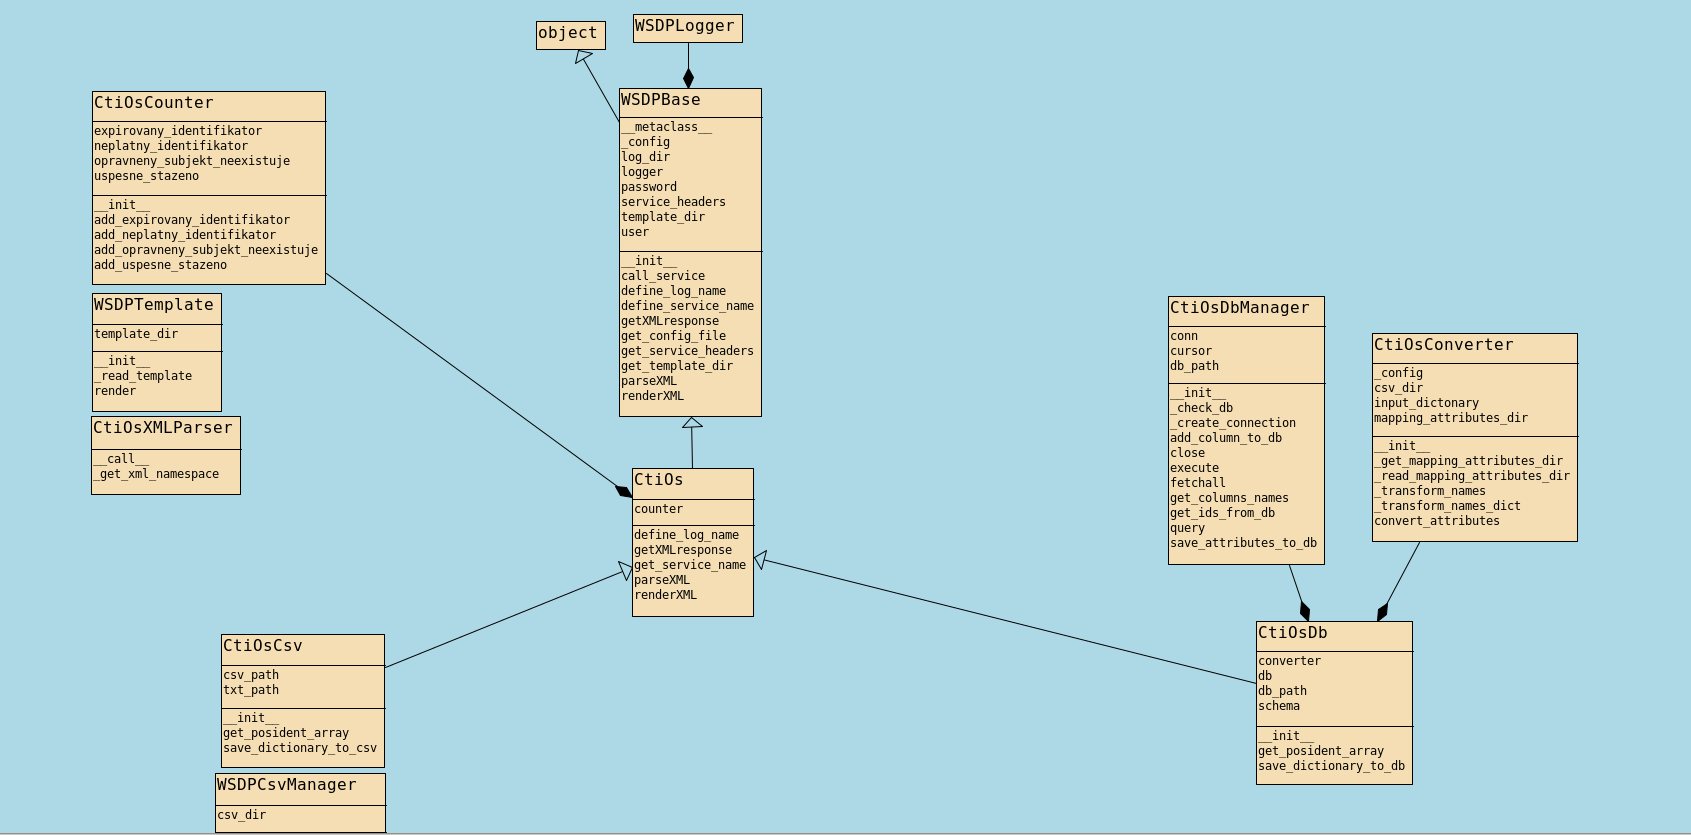 object
WSDPLogger
WSDPBase
__metaclass__
_config
log_dir
logger
password
service_headers
template_dir
user
__init__
call_service
define_log_name
define_service_name
getXMLresponse
get_config_file
get_service_headers
get_template_dir
parseXML
renderXML
CtiOsCounter
expirovany_identifikator
neplatny_identifikator
opravneny_subjekt_neexistuje
uspesne_stazeno
__init__
add_expirovany_identifikator
add_neplatny_identifikator
add_opravneny_subjekt_neexistuje
add_uspesne_stazeno
WSDPTemplate
template_dir
__init__
_read_template
render
CtiOsXMLParser
__call__
_get_xml_namespace
CtiOs
counter
define_log_name
getXMLresponse
get_service_name
parseXML
renderXML
CtiOsDbManager
conn
cursor
db_path
__init__
_check_db
_create_connection
add_column_to_db
close
execute
fetchall
get_columns_names
get_ids_from_db
query
save_attributes_to_db
CtiOsConverter
_config
csv_dir
input_dictonary
mapping_attributes_dir
__init__
_get_mapping_attributes_dir
_read_mapping_attributes_dir
_transform_names
_transform_names_dict
convert_attributes
CtiOsCsv
csv_path
txt_path
__init__
get_posident_array
save_dictionary_to_csv
WSDPCsvManager
csv_dir
CtiOsDb
converter
db
db_path
schema
__init__
get_posident_array
save_dictionary_to_db